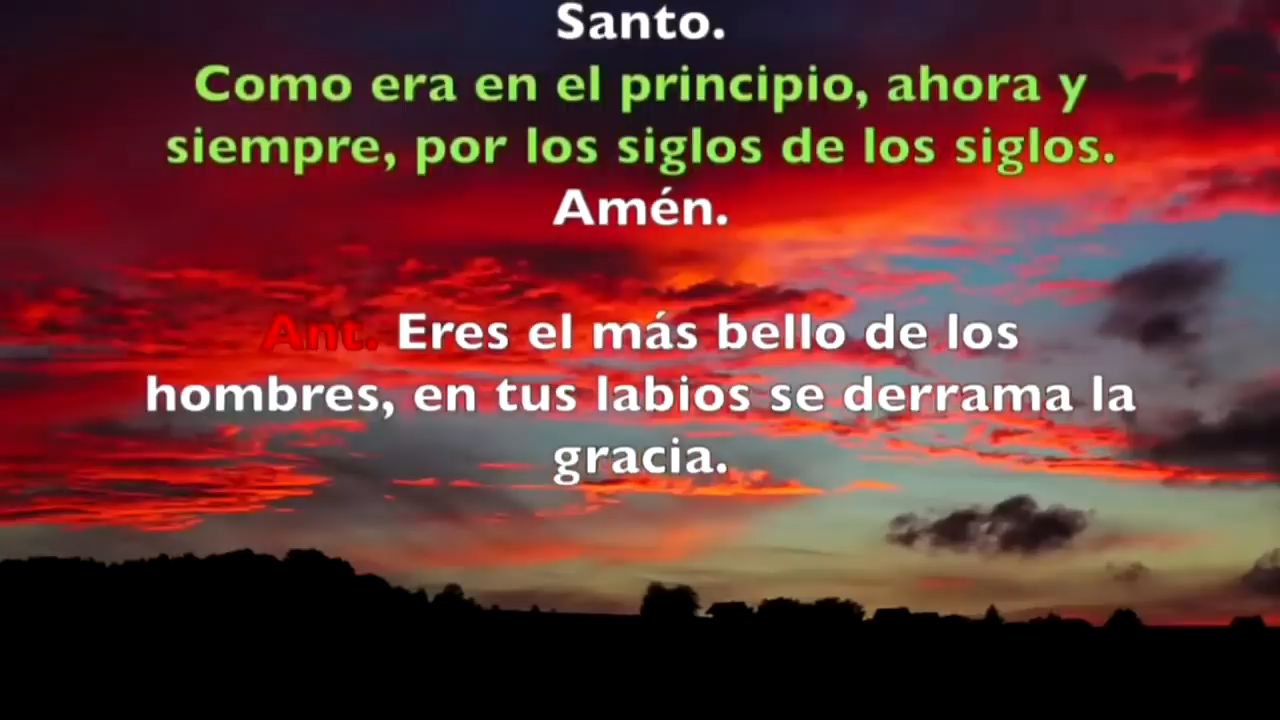 Santo.
Como era en el principio, ahora y
siempre, por los siglos de los siglos.
Amén.
Ant. Eres el más bello de los
hombres, en tus labios se derrama la
gracia.